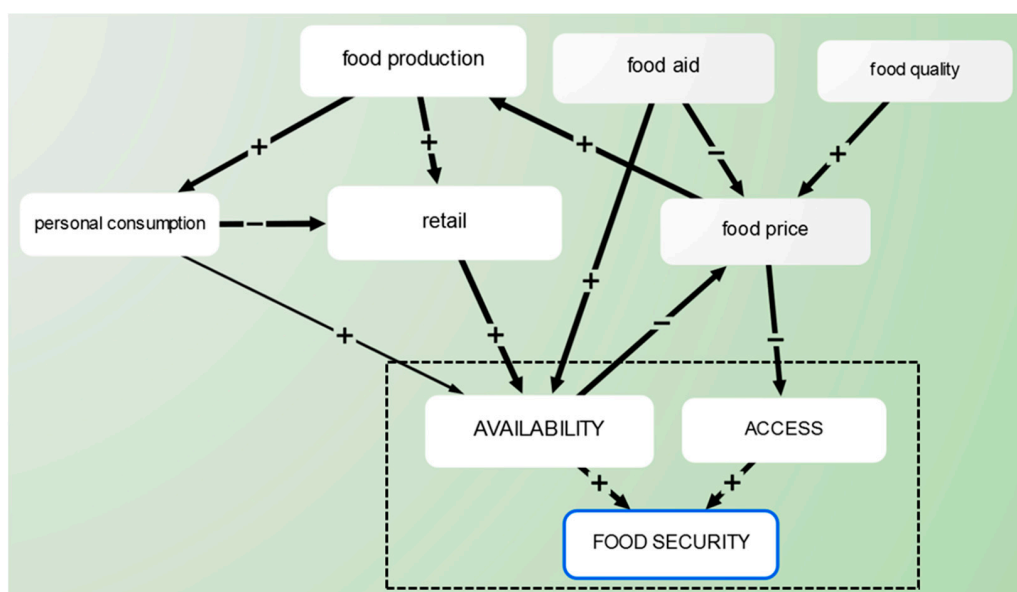 food production
food aid
food quality
+
+
+
−
+
personal consumption
−
retail
food price
+
+
+
−
−
AVAILABILITY
ACCESS
+
+
FOOD SECURITY